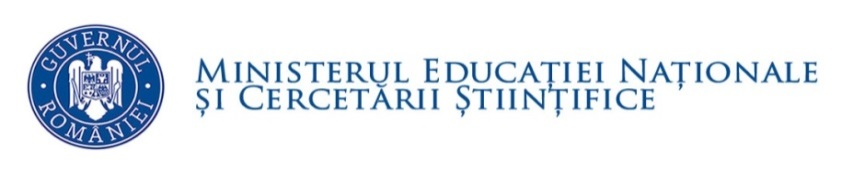 GUVERNUL
ROMÂNIEI
MINISTERUL EDUCAȚIEI NAȚIONALE
ȘI CERCETĂRII ȘTIINȚIFICE